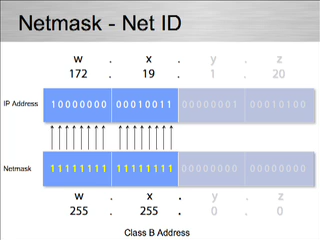 Netmask - Net ID
w . x . y . z
172 . 19 . 1 . 20
IP Address 10000000 00010011 00000001 00010100
Netmask 11111111 11111111 00000000 00000000
w . x . y . z
255 . 255 . 0 . 0
Class B Address